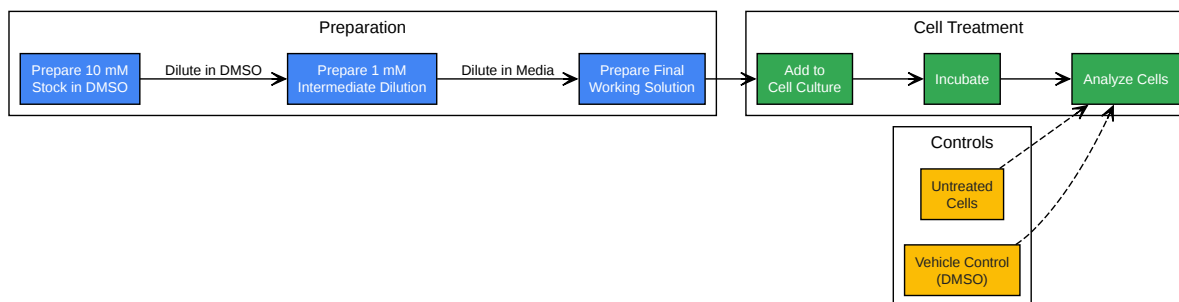 Preparation
Prepare 10 mM
Stock in DMSO
Dilute in DMSO
Prepare 1 mM
Intermediate Dilution
Dilute in Media
Prepare Final
Working Solution
Cell Treatment
Add to
Cell Culture
Incubate
Analyze Cells
Controls
Untreated
Cells
Vehicle Control
(DMSO)